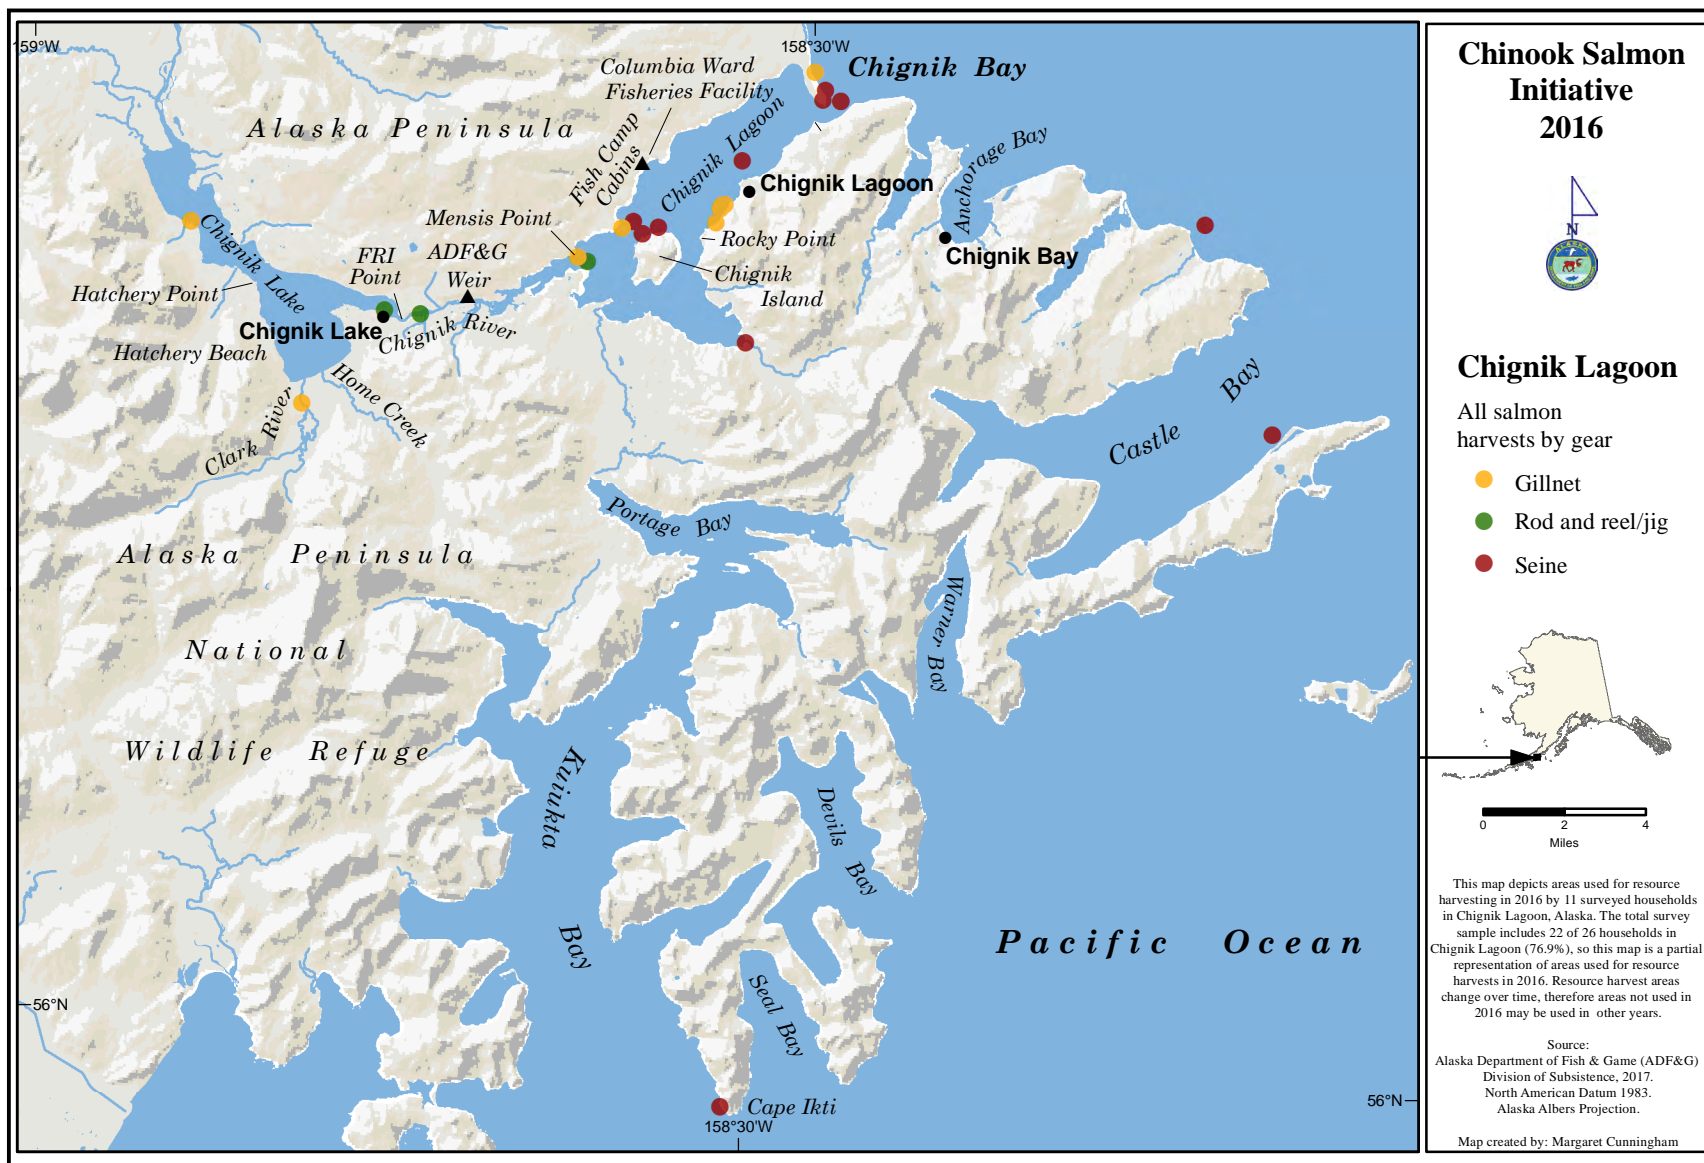 159°W
158°30'W
Chignik Bay
Columbia Ward
Fisheries Facility
Alaska Peninsula
Fish Camp
Cabins
Chignik Lagoon
Anchorage Bay
Chignik Lagoon
Mensis Point
Rocky Point
Chignik
Island
Chignik Bay
Chignik Lake
FRI
Point
ADF&G
Weir
Hatchery Point
Chignik Lake
Chignik River
Hatchery Beach
Home Creek
Clark River
Castle Bay
Portage Bay
Alaska Peninsula
National
Wildlife Refuge
Warner Bay
Kuiukta
Bay
Devils Bay
Pacific Ocean
Seal Bay
56°N
56°N
Cape Ikti
158°30'W
Chinook Salmon
Initiative
2016
N
ALASKA
Chignik Lagoon
All salmon
harvests by gear
Gillnet
Rod and reel/jig
Seine
0 2 4
Miles
This map depicts areas used for resource
harvesting in 2016 by 11 surveyed households
in Chignik Lagoon, Alaska. The total survey
sample includes 22 of 26 households in
Chignik Lagoon (76.9%), so this map is a partial
representation of areas used for resource
harvests in 2016. Resource harvest areas
change over time, therefore areas not used in
2016 may be used in other years.
Source:
Alaska Department of Fish & Game (ADF&G)
Division of Subsistence, 2017.
North American Datum 1983.
Alaska Albers Projection.
Map created by: Margaret Cunningham